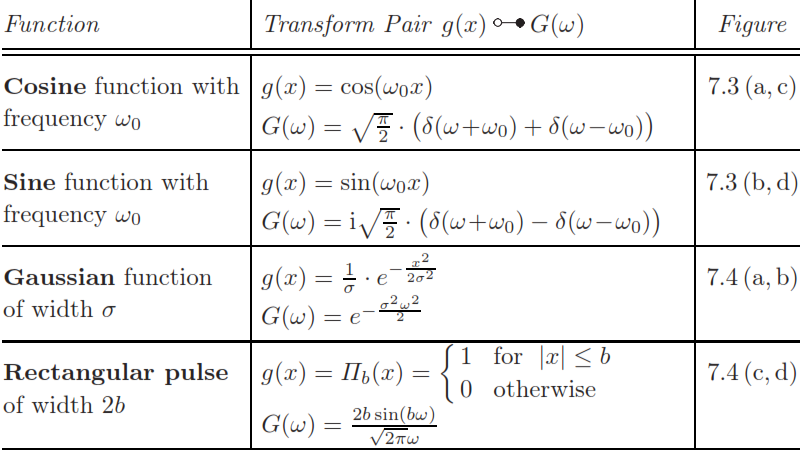 Function Transform Pair g(x) ○─● G(ω) Figure
Cosine function with g(x) = cos(ω₀x) 7.3 (a, c)
frequency ω₀ G(ω) = √(π/2) · (δ(ω+ω₀) + δ(ω−ω₀))
Sine function with g(x) = sin(ω₀x) 7.3 (b, d)
frequency ω₀ G(ω) = i√(π/2) · (δ(ω+ω₀) − δ(ω−ω₀))
Gaussian function g(x) = 1/σ · e^(−x²/(2σ²)) 7.4 (a, b)
of width σ G(ω) = e^(−σ²ω²/2)
Rectangular pulse g(x) = Π_b(x) = { 1 for |x| ≤ b 7.4 (c, d)
of width 2b 0 otherwise
G(ω) = 2b sin(bω)/(√(2π)ω)